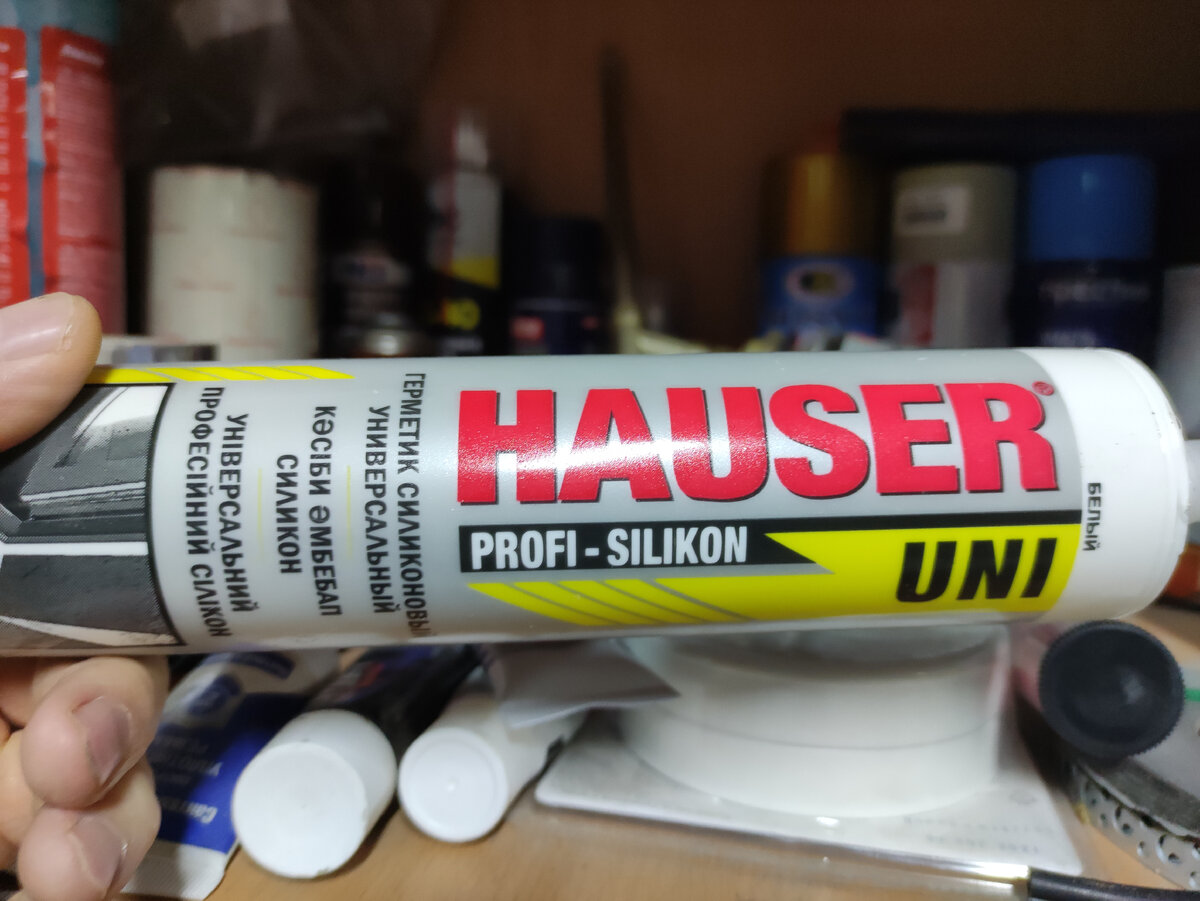 HAUSER®
PROFI - SILIKON
UNI
БЕЛЫЙ
ГЕРМЕТИК СИЛИКОНОВЫЙ
УНИВЕРСАЛЬНЫЙ
КӘСІБИ ӘМБЕБАП
СИЛИКОН
УНІВЕРСАЛЬНИЙ
ПРОФЕСІЙНИЙ СІЛІКОН